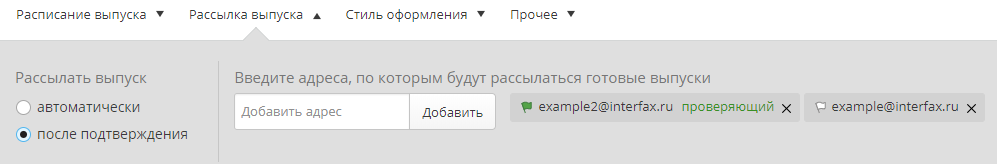 Расписание выпуска Рассылка выпуска Стиль оформления Прочее
Рассылать выпуск
автоматически
после подтверждения
Введите адреса, по которым будут рассылаться готовые выпуски
Добавить адрес Добавить example2@interfax.ru проверяющий example@interfax.ru